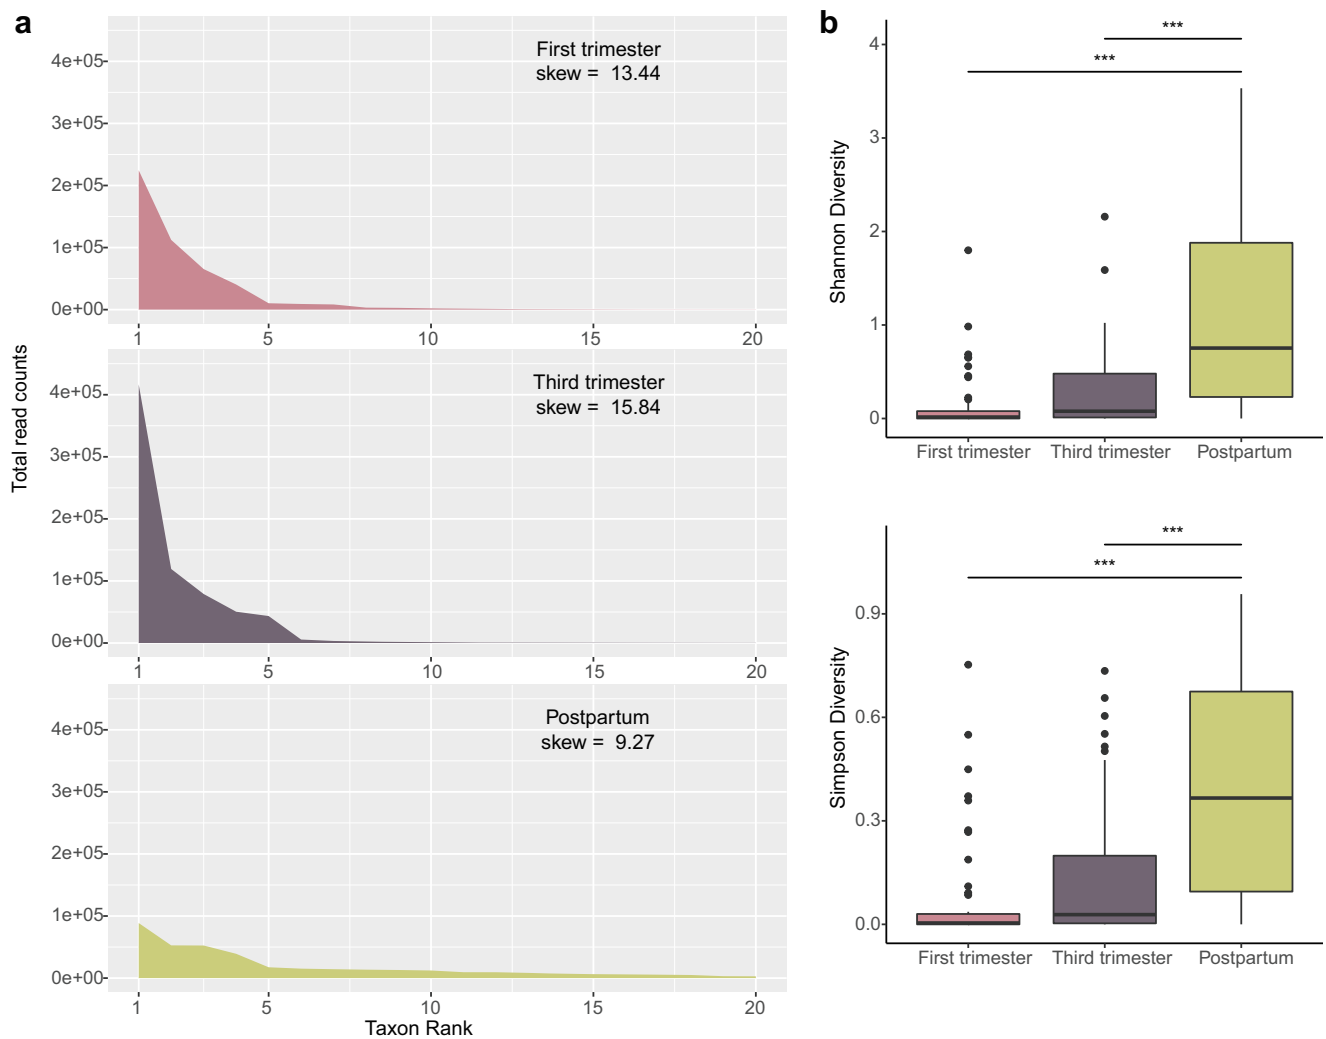 a
Total read counts
4e+05
3e+05
2e+05
1e+05
0e+00
First trimester
skew = 13.44
1 5 10 15 20
4e+05
3e+05
2e+05
1e+05
0e+00
Third trimester
skew = 15.84
1 5 10 15 20
4e+05
3e+05
2e+05
1e+05
0e+00
Postpartum
skew = 9.27
1 5 10 15 20
Taxon Rank
b
Shannon Diversity
4
3
2
1
0
***
***
First trimester Third trimester Postpartum
Simpson Diversity
0.9
0.6
0.3
0.0
***
***
First trimester Third trimester Postpartum